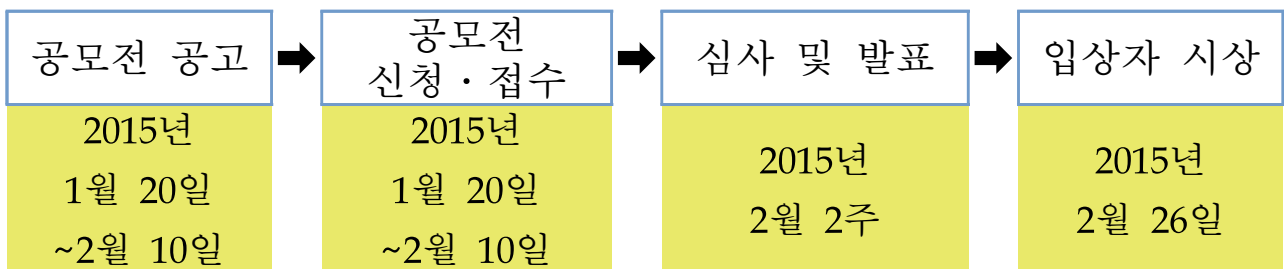 공모전 공고
2015년
1월 20일
~2월 10일
공모전
신청·접수
2015년
1월 20일
~2월 10일
심사 및 발표
2015년
2월 2주
입상자 시상
2015년
2월 26일